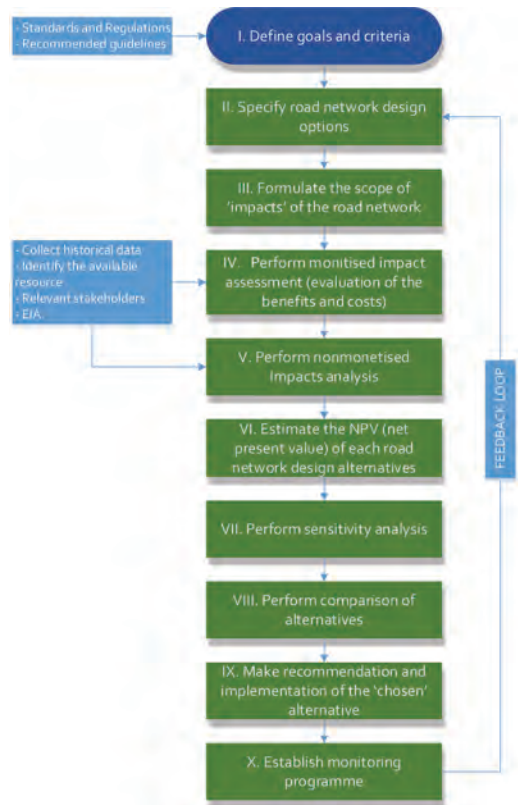 - Standards and Regulations
- Recommended guidelines
I. Define goals and criteria
II. Specify road network design
options
III. Formulate the scope of
'impacts' of the road network
- Collect historical data
- Identify the available
resource
- Relevant stakeholders
- EIA.
IV. Perform monitised impact
assessment (evaluation of the
benefits and costs)
V. Perform nonmonetised
Impacts analysis
VI. Estimate the NPV (net
present value) of each road
network design alternatives
FEEDBACK LOOP
VII. Perform sensitivity analysis
VIII. Perform comparison of
alternatives
IX. Make recommendation and
implementation of the 'chosen'
alternative
X. Establish monitoring
programme